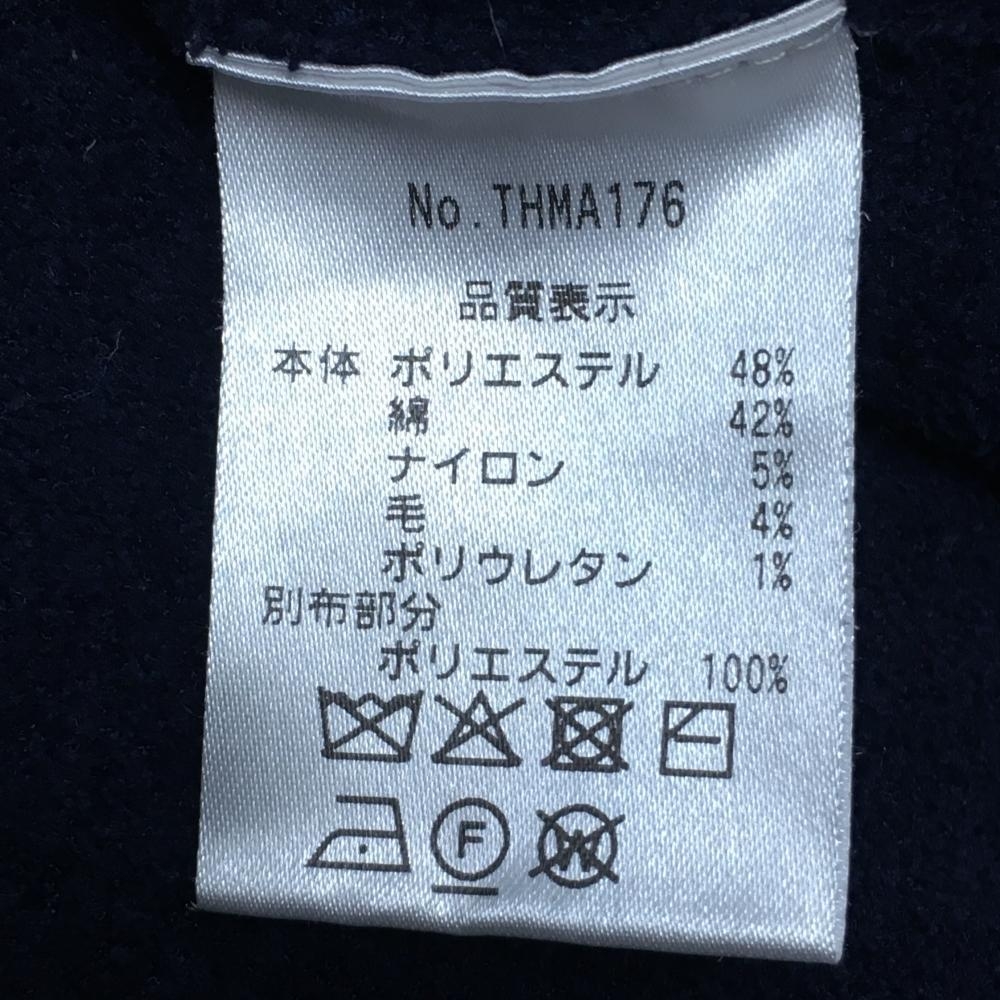 No.THMA176
品質表示
本体 ポリエステル 48%
綿 42%
ナイロン 5%
毛 4%
ポリウレタン 1%
別布部分
ポリエステル 100%
F W